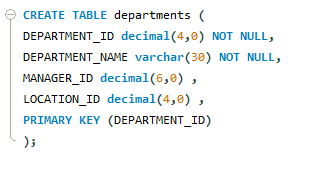 CREATE TABLE departments (
DEPARTMENT_ID decimal(4,0) NOT NULL,
DEPARTMENT_NAME varchar(30) NOT NULL,
MANAGER_ID decimal(6,0) ,
LOCATION_ID decimal(4,0) ,
PRIMARY KEY (DEPARTMENT_ID)
);